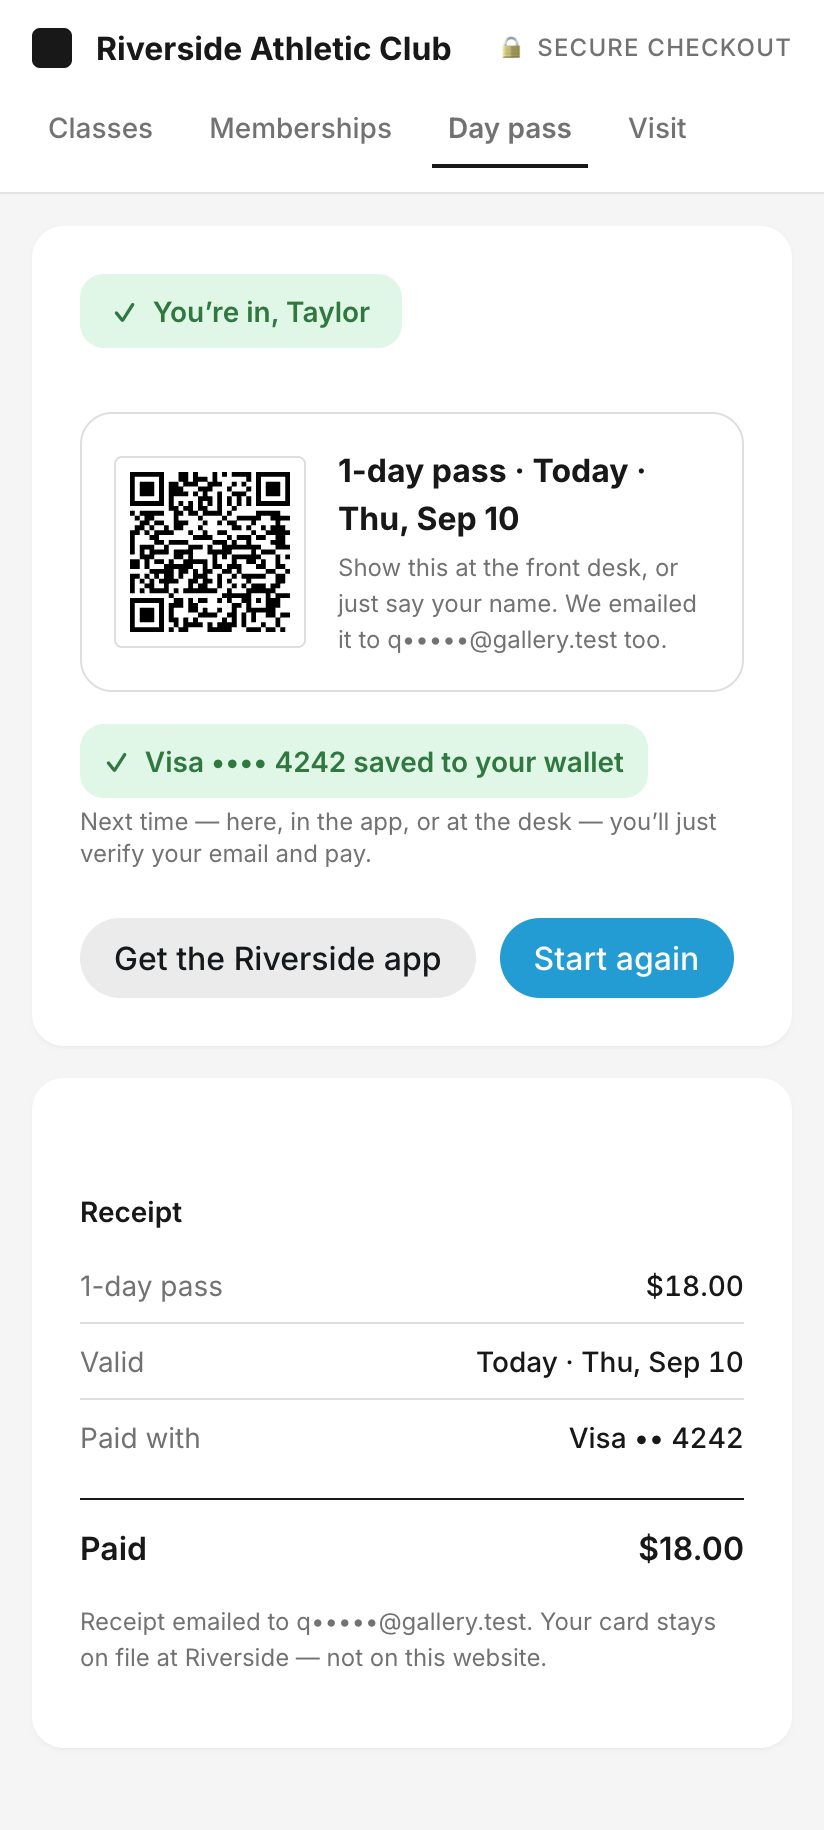 Riverside Athletic Club
🔒 SECURE CHECKOUT
Classes Memberships Day pass Visit
✓ You’re in, Taylor
1-day pass · Today ·
Thu, Sep 10
Show this at the front desk, or
just say your name. We emailed
it to q•••••@gallery.test too.
✓ Visa •••• 4242 saved to your wallet
Next time — here, in the app, or at the desk — you’ll just
verify your email and pay.
Get the Riverside app
Start again
Receipt
1-day pass $18.00
Valid Today · Thu, Sep 10
Paid with Visa •• 4242
Paid $18.00
Receipt emailed to q•••••@gallery.test. Your card stays
on file at Riverside — not on this website.